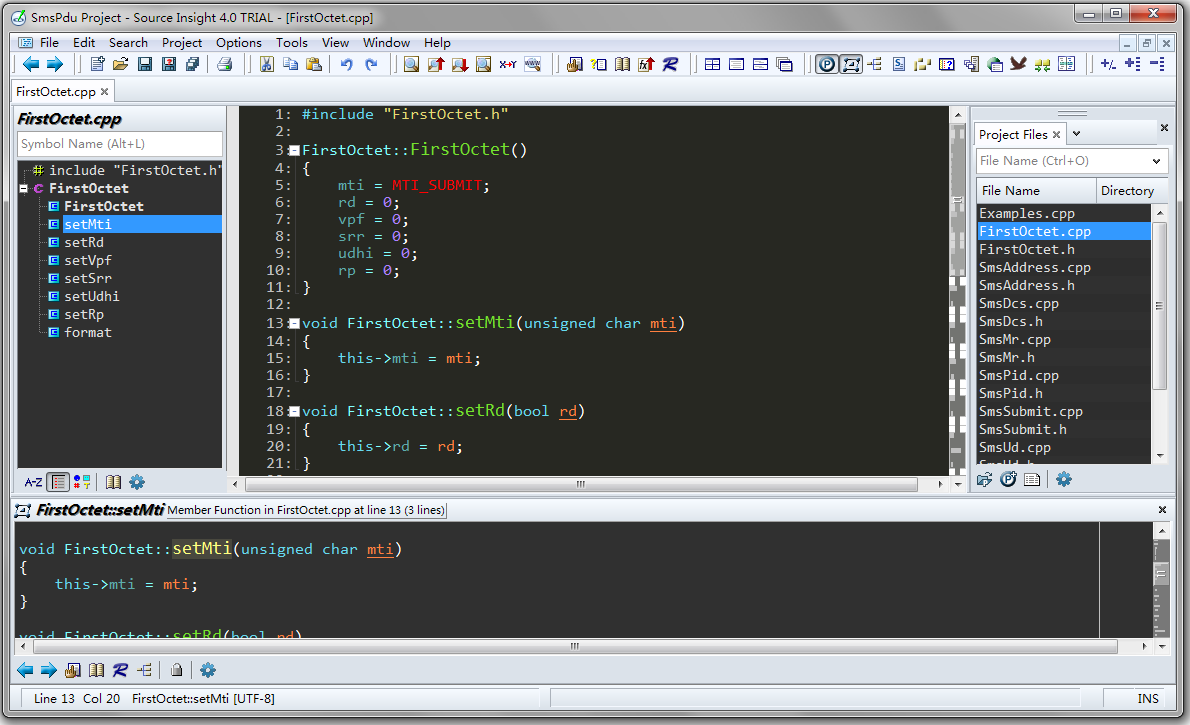 SmsPdu Project - Source Insight 4.0 TRIAL - [FirstOctet.cpp]
File Edit Search Project Options Tools View Window Help
FirstOctet.cpp
FirstOctet.cpp
Symbol Name (Alt+L)
# include "FirstOctet.h"
C FirstOctet
FirstOctet
setMti
setRd
setVpf
setSrr
setUdhi
setRp
format
A-Z
1: #include "FirstOctet.h"
2:
3: FirstOctet::FirstOctet()
4: {
5: mti = MTI_SUBMIT;
6: rd = 0;
7: vpf = 0;
8: srr = 0;
9: udhi = 0;
10: rp = 0;
11: }
12:
13: void FirstOctet::setMti(unsigned char mti)
14: {
15: this->mti = mti;
16: }
17:
18: void FirstOctet::setRd(bool rd)
19: {
20: this->rd = rd;
21: }
Project Files
File Name (Ctrl+O)
File Name Directory
Examples.cpp
FirstOctet.cpp
FirstOctet.h
SmsAddress.cpp
SmsAddress.h
SmsDcs.cpp
SmsDcs.h
SmsMr.cpp
SmsMr.h
SmsPid.cpp
SmsPid.h
SmsSubmit.cpp
SmsSubmit.h
SmsUd.cpp
SmsUd.h
FirstOctet::setMti Member Function in FirstOctet.cpp at line 13 (3 lines)
void FirstOctet::setMti(unsigned char mti)
{
this->mti = mti;
}
void FirstOctet::setRd(bool rd)
Line 13 Col 20 FirstOctet::setMti [UTF-8] INS